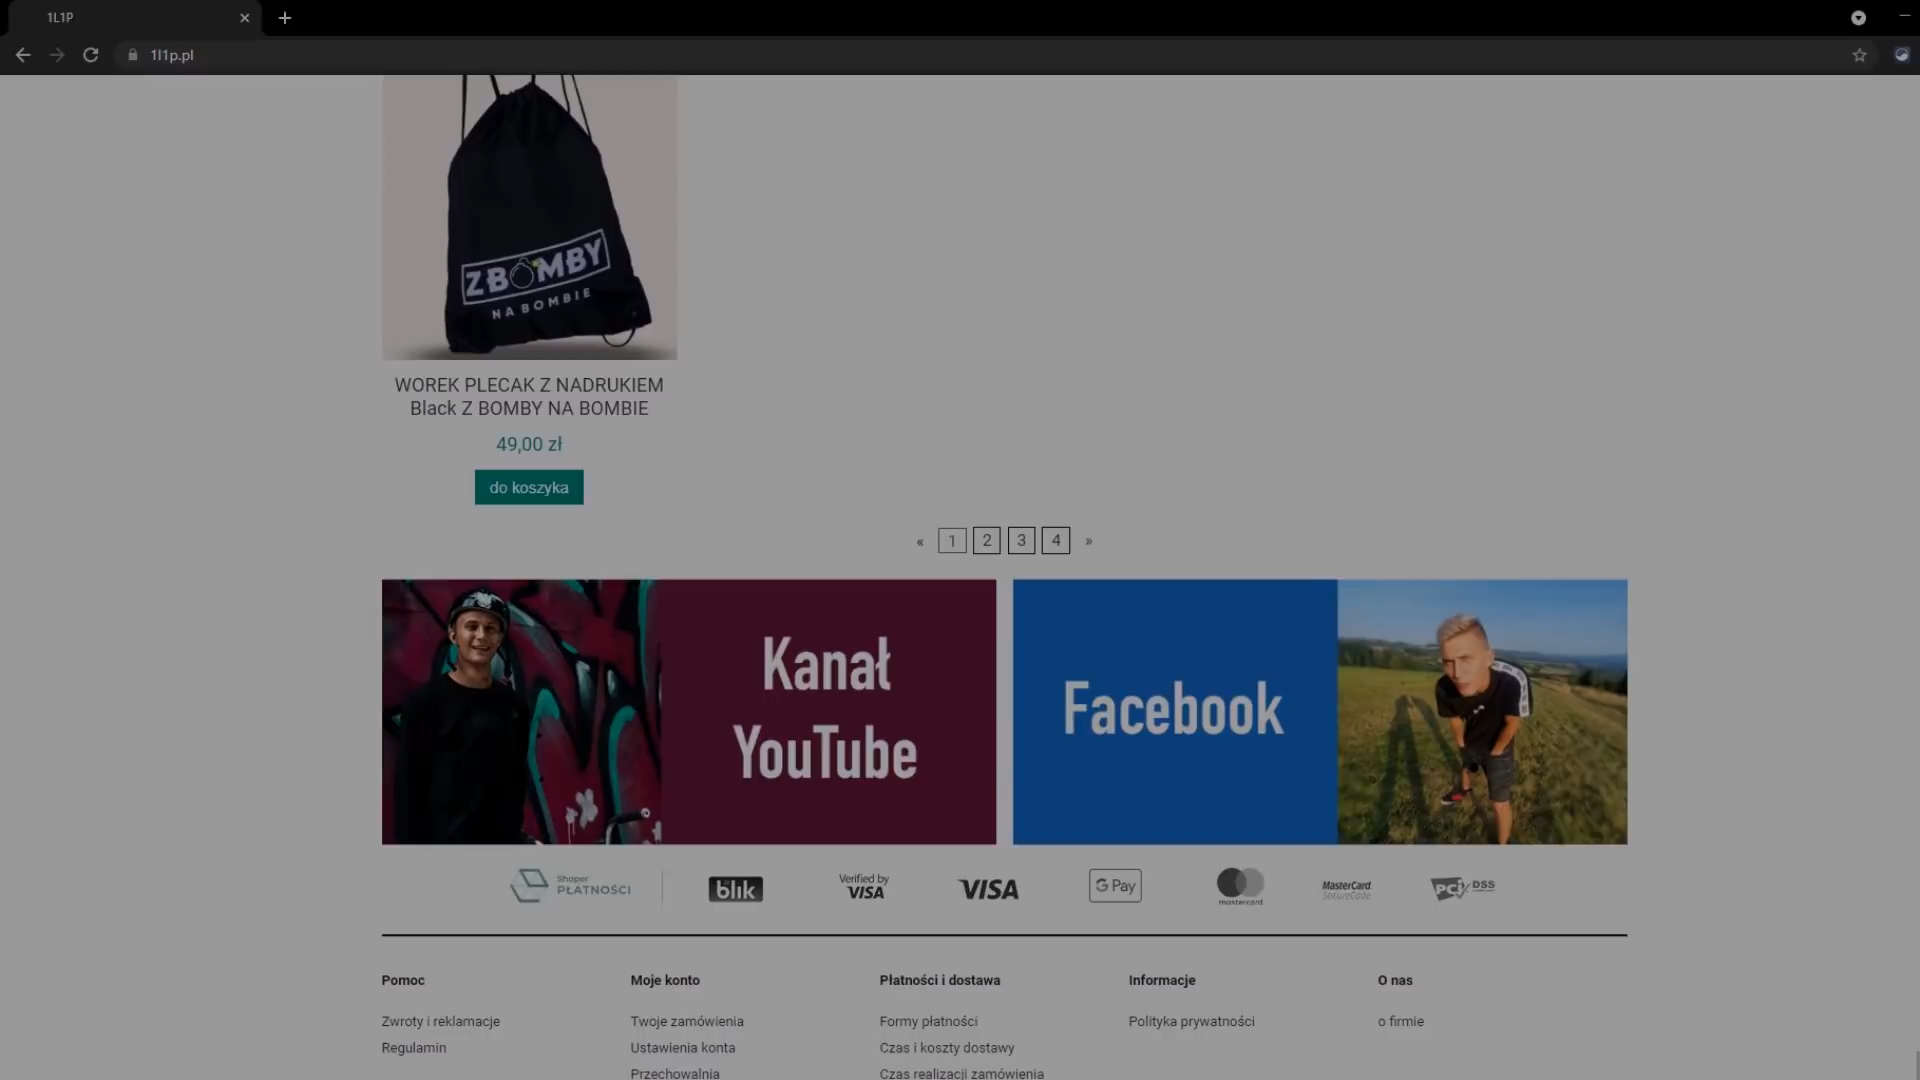 1L1P
1l1p.pl
ZBOMBY
NA BOMBIE
WOREK PLECAK Z NADRUKIEM
Black Z BOMBY NA BOMBIE
49,00 zł
do koszyka
« 1 2 3 4 »
Kanał
YouTube
Facebook
Shoper
PŁATNOŚCI
blik
Verified by
VISA
VISA
G Pay
mastercard
MasterCard
SecureCode
PCI DSS
Pomoc
Moje konto
Płatności i dostawa
Informacje
O nas
Zwroty i reklamacje
Twoje zamówienia
Formy płatności
Polityka prywatności
o firmie
Regulamin
Ustawienia konta
Czas i koszty dostawy
Przechowalnia
Czas realizacji zamówienia